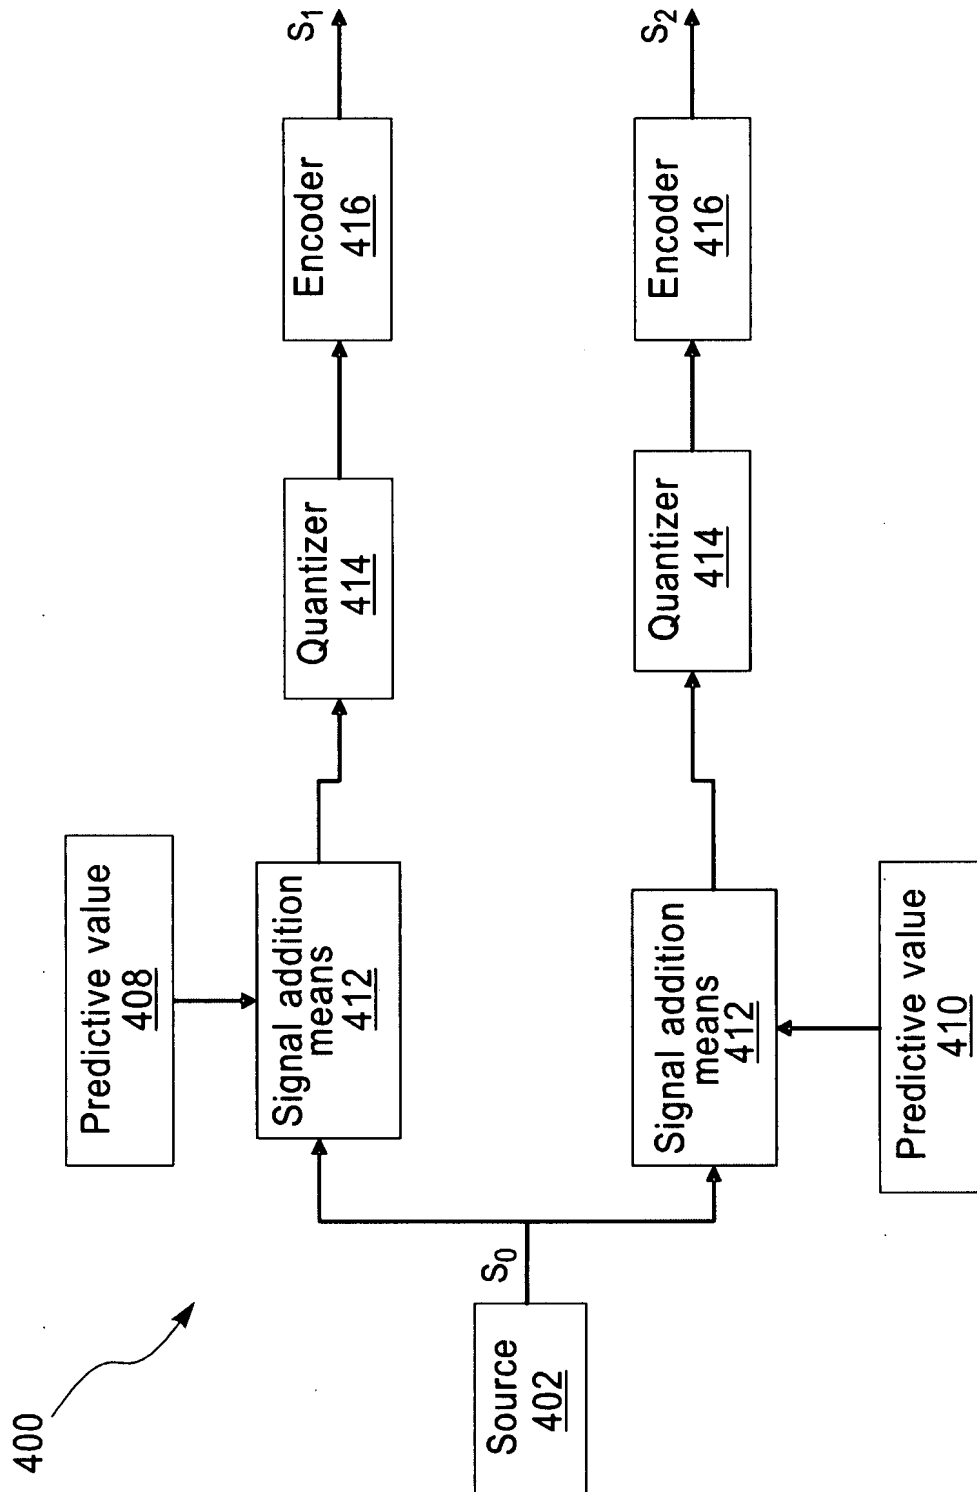 400
Source
402
S0
Predictive value
408
Signal addition
means
412
Quantizer
414
Encoder
416
S1
Predictive value
410
Signal addition
means
412
Quantizer
414
Encoder
416
S2